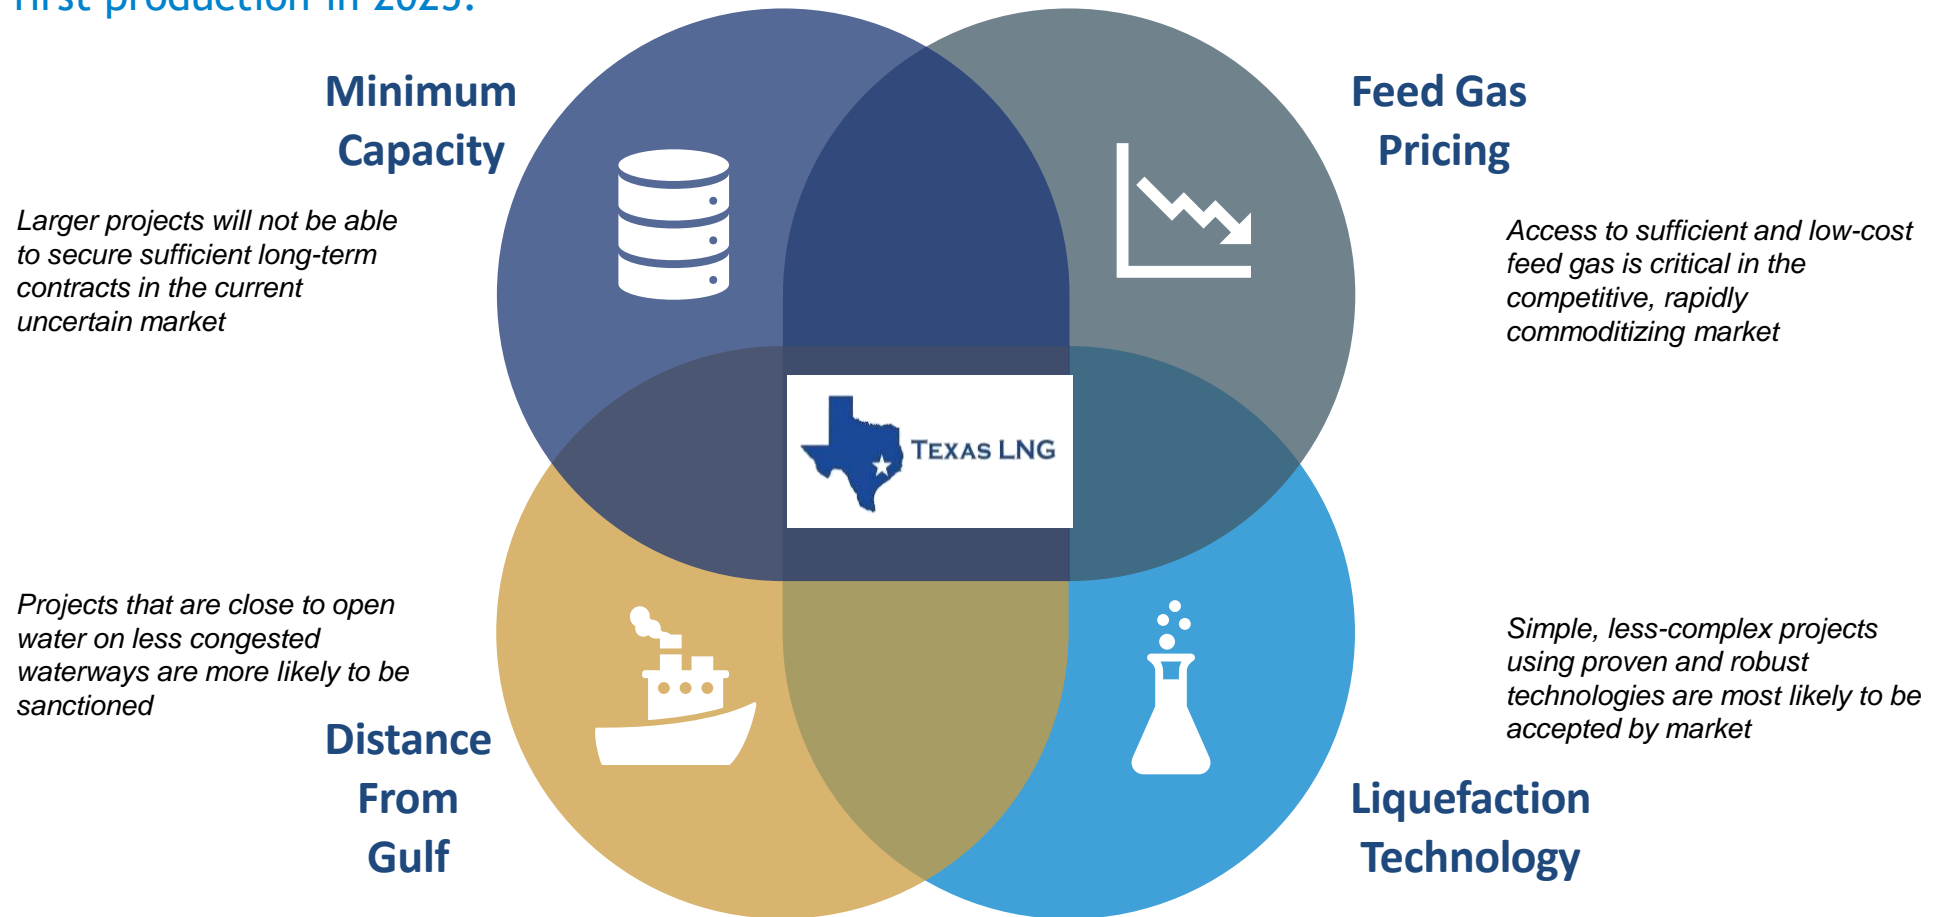 first production in 2025.
Minimum
Capacity
Larger projects will not be able
to secure sufficient long-term
contracts in the current
uncertain market
Feed Gas
Pricing
Access to sufficient and low-cost
feed gas is critical in the
competitive, rapidly
commoditizing market
TEXAS LNG
Projects that are close to open
water on less congested
waterways are more likely to be
sanctioned
Distance
From
Gulf
Simple, less-complex projects
using proven and robust
technologies are most likely to be
accepted by market
Liquefaction
Technology